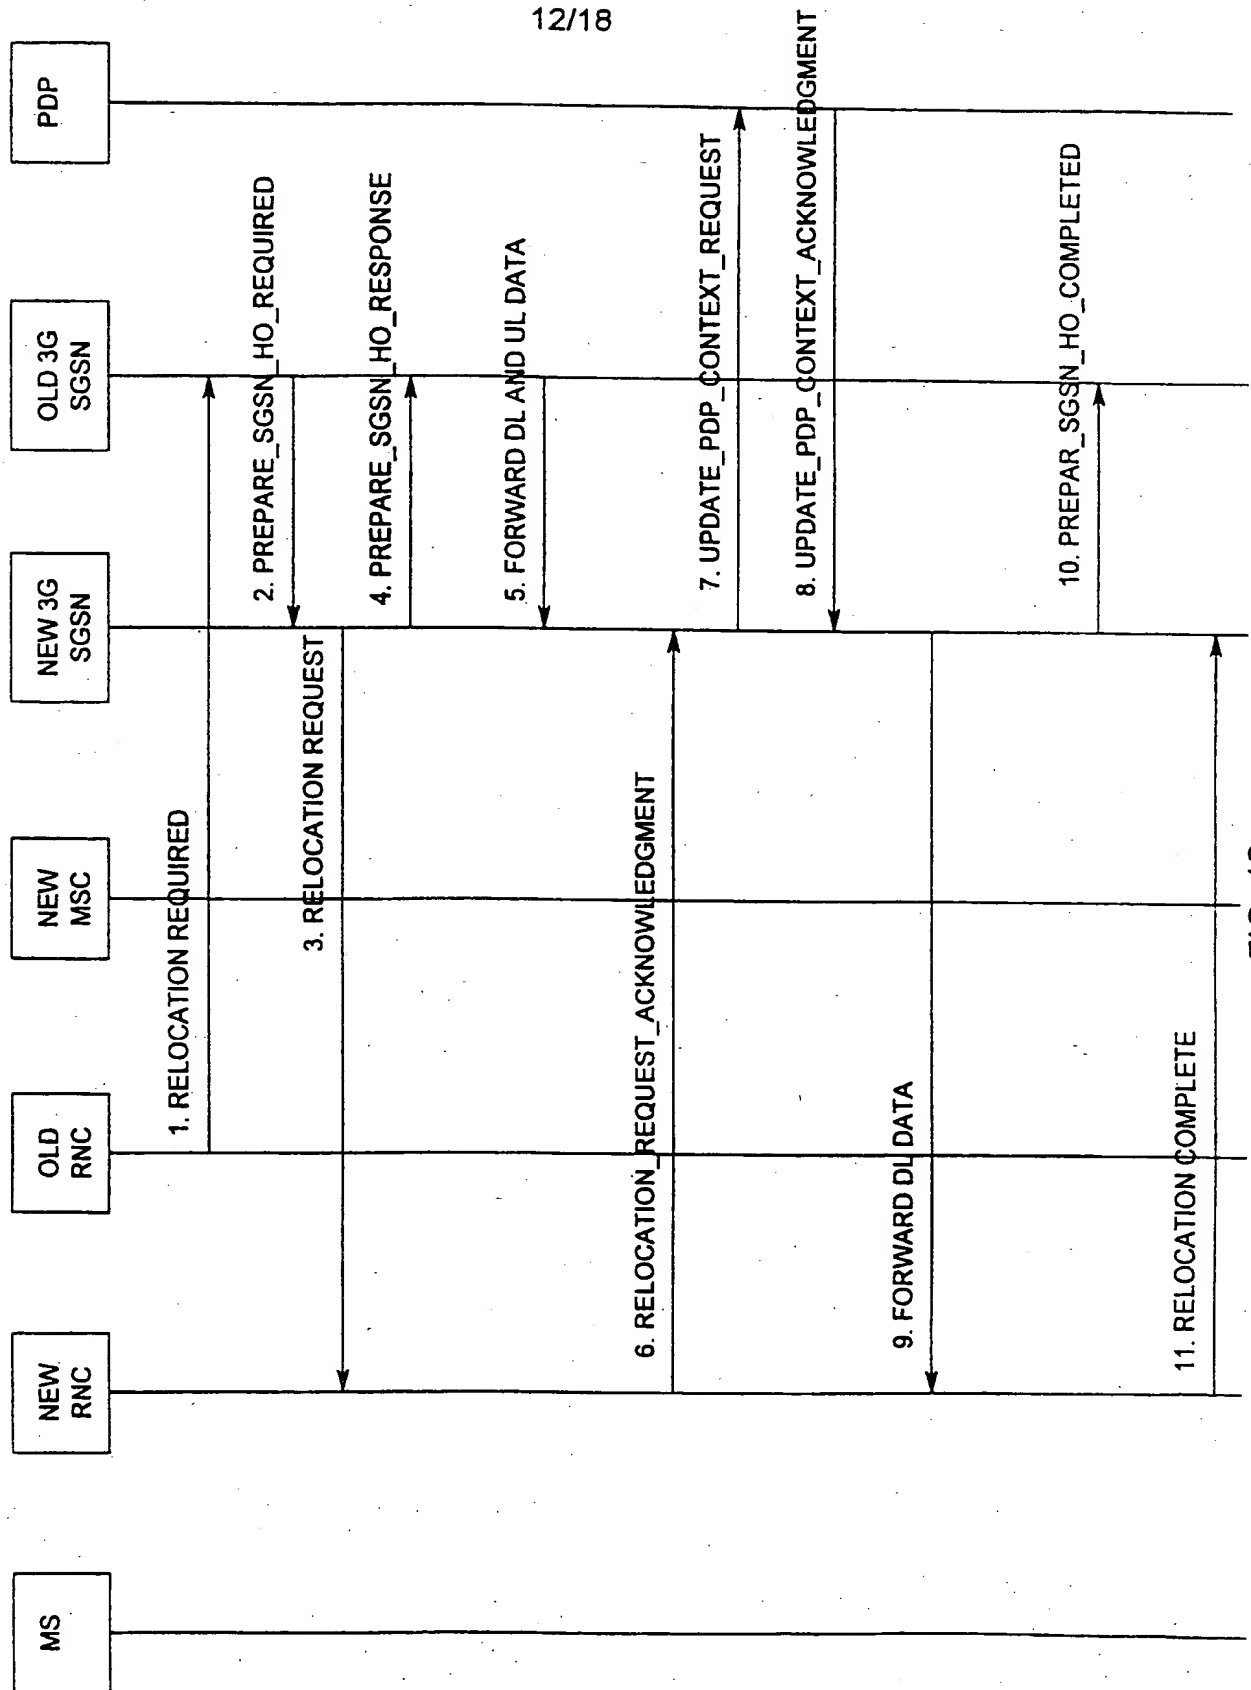 12/18
MS
NEW
RNC
OLD
RNC
NEW
MSC
NEW 3G
SGSN
OLD 3G
SGSN
PDP
1. RELOCATION REQUIRED
2. PREPARE_SGSN_HO_REQUIRED
3. RELOCATION REQUEST
4. PREPARE_SGSN_HO_RESPONSE
5. FORWARD DL AND UL DATA
6. RELOCATION_REQUEST_ACKNOWLEDGMENT
7. UPDATE_PDP_CONTEXT_REQUEST
8. UPDATE_PDP_CONTEXT_ACKNOWLEDGMENT
9. FORWARD DL DATA
10. PREPAR_SGSN_HO_COMPLETED
11. RELOCATION COMPLETE